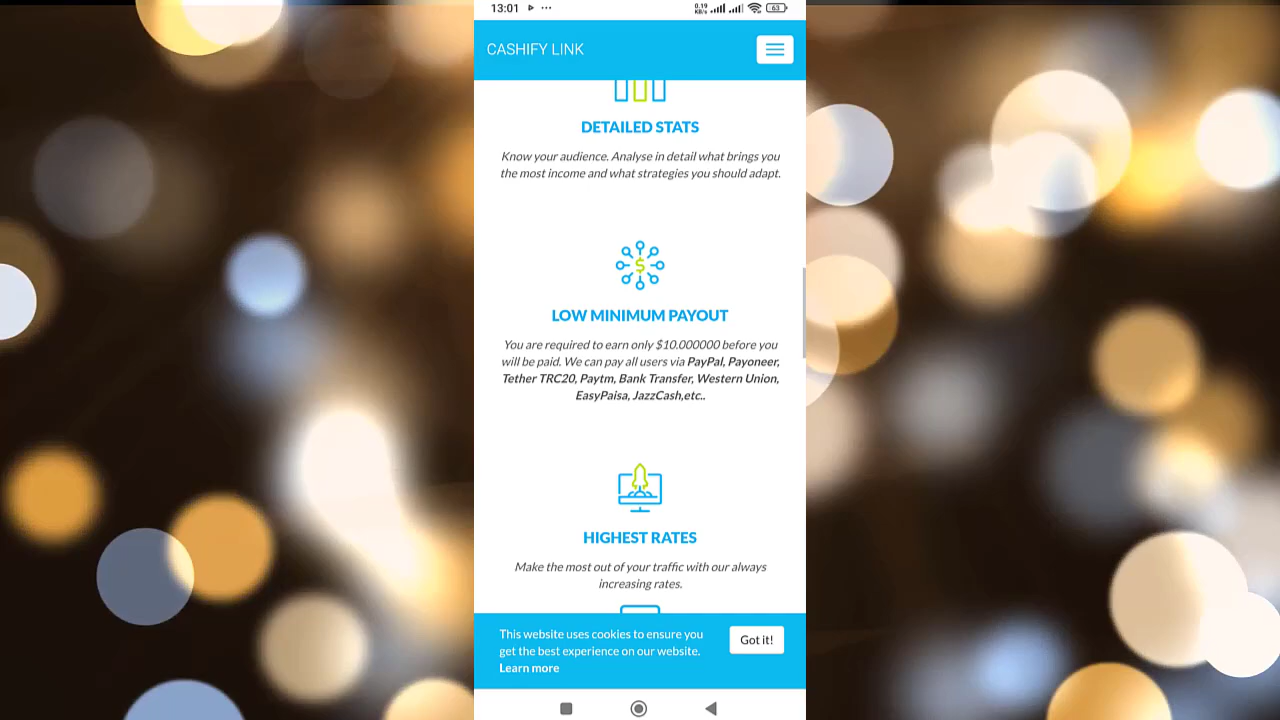 13:01
0.19
KB/s
63
CASHIFY LINK
DETAILED STATS
Know your audience. Analyse in detail what brings you
the most income and what strategies you should adapt.
LOW MINIMUM PAYOUT
You are required to earn only $10.000000 before you
will be paid. We can pay all users via PayPal, Payoneer,
Tether TRC20, Paytm, Bank Transfer, Western Union,
EasyPaisa, JazzCash,etc..
HIGHEST RATES
Make the most out of your traffic with our always
increasing rates.
This website uses cookies to ensure you
get the best experience on our website.
Learn more
Got it!